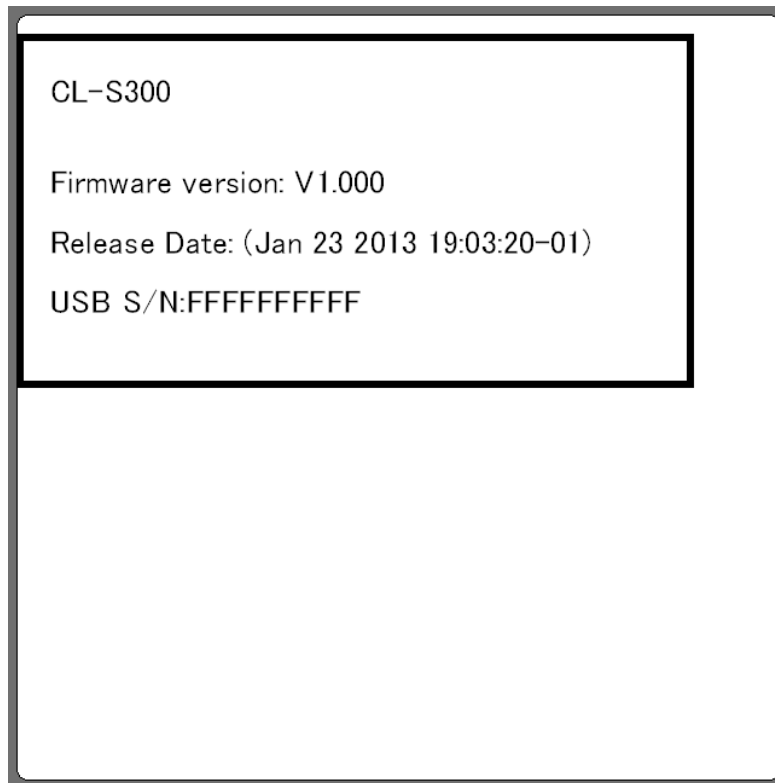 CL-S300
Firmware version: V1.000
Release Date: (Jan 23 2013 19:03:20-01)
USB S/N:FFFFFFFFFF